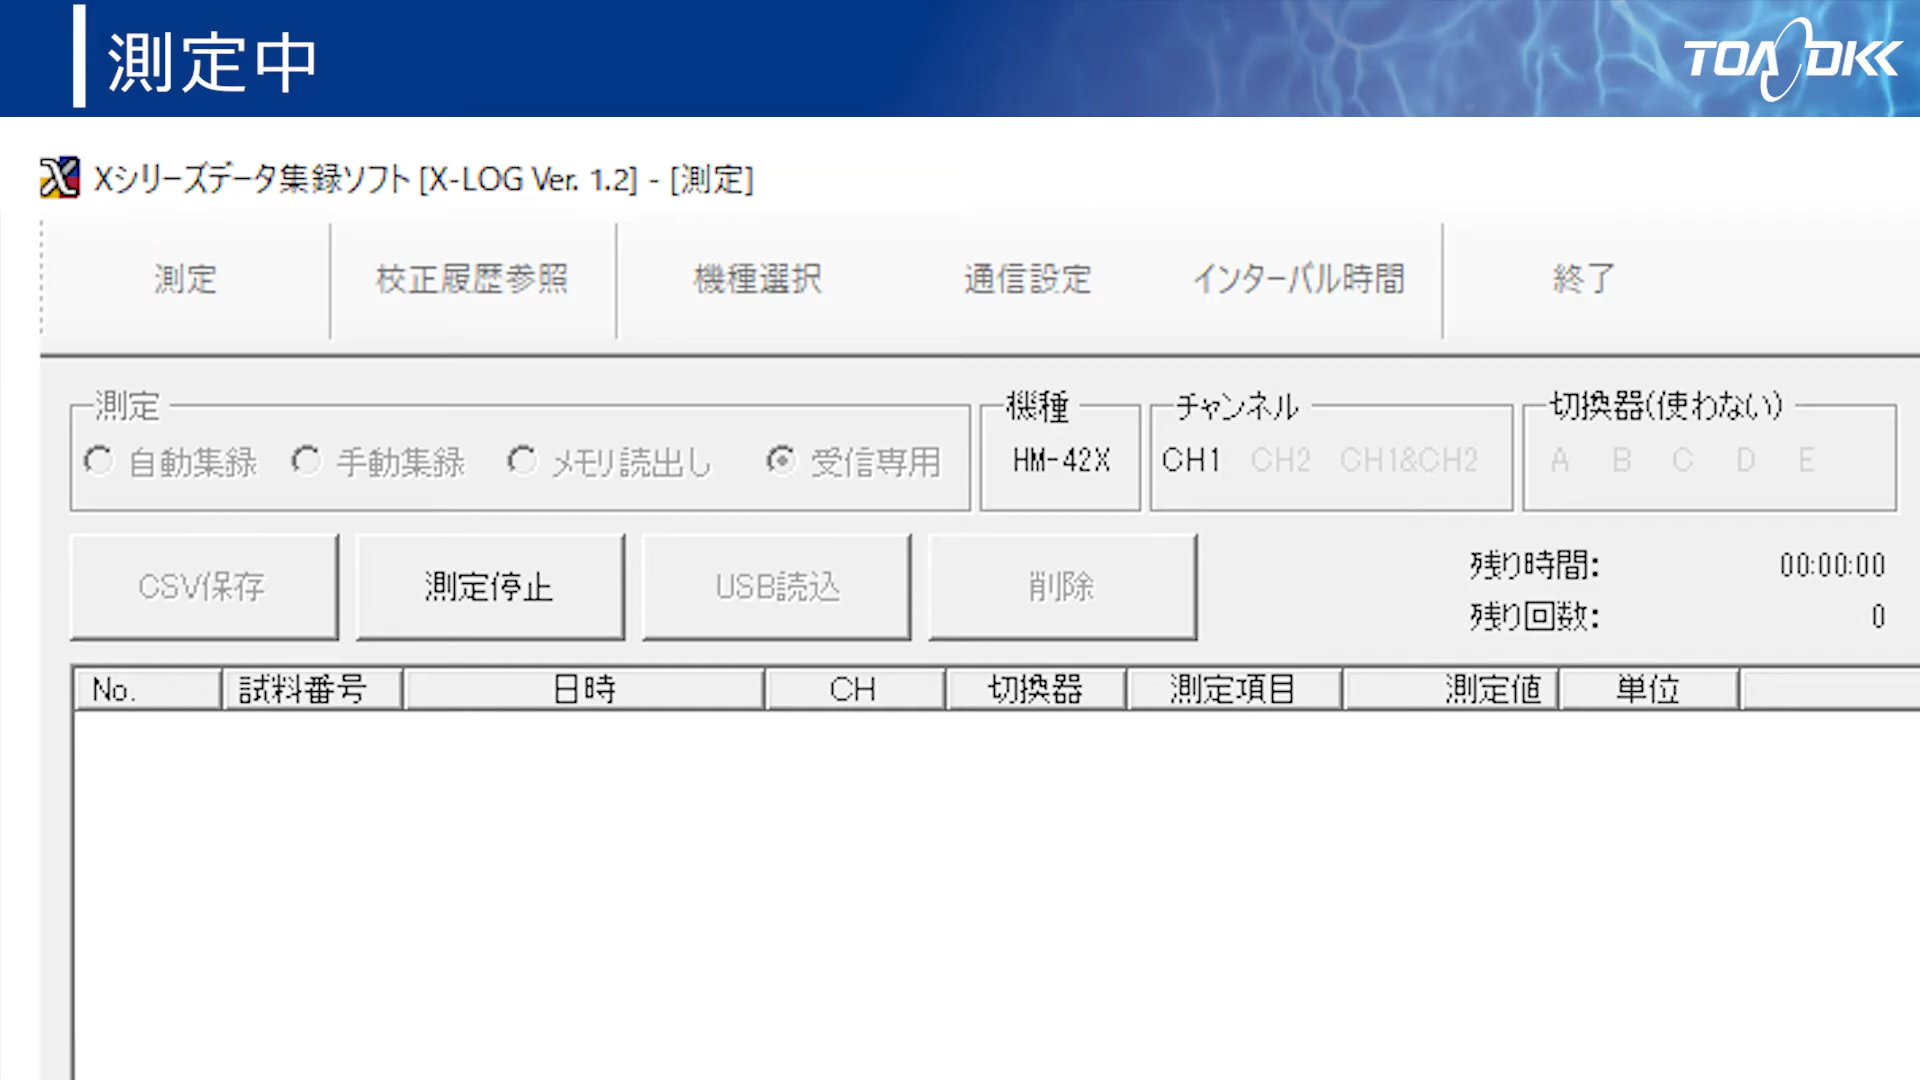 測定中
TOA DKK
Xシリーズデータ集録ソフト [X-LOG Ver. 1.2] - [測定]
測定 校正履歴参照 機種選択 通信設定 インターバル時間 終了
測定 機種 チャンネル 切換器(使わない)
自動集録 手動集録 メモリ読出し 受信専用 HM-42X CH1 CH2 CH1&CH2 A B C D E
CSV保存 測定停止 USB読込 削除
残り時間: 00:00:00
残り回数: 0
No. 試料番号 日時 CH 切換器 測定項目 測定値 単位